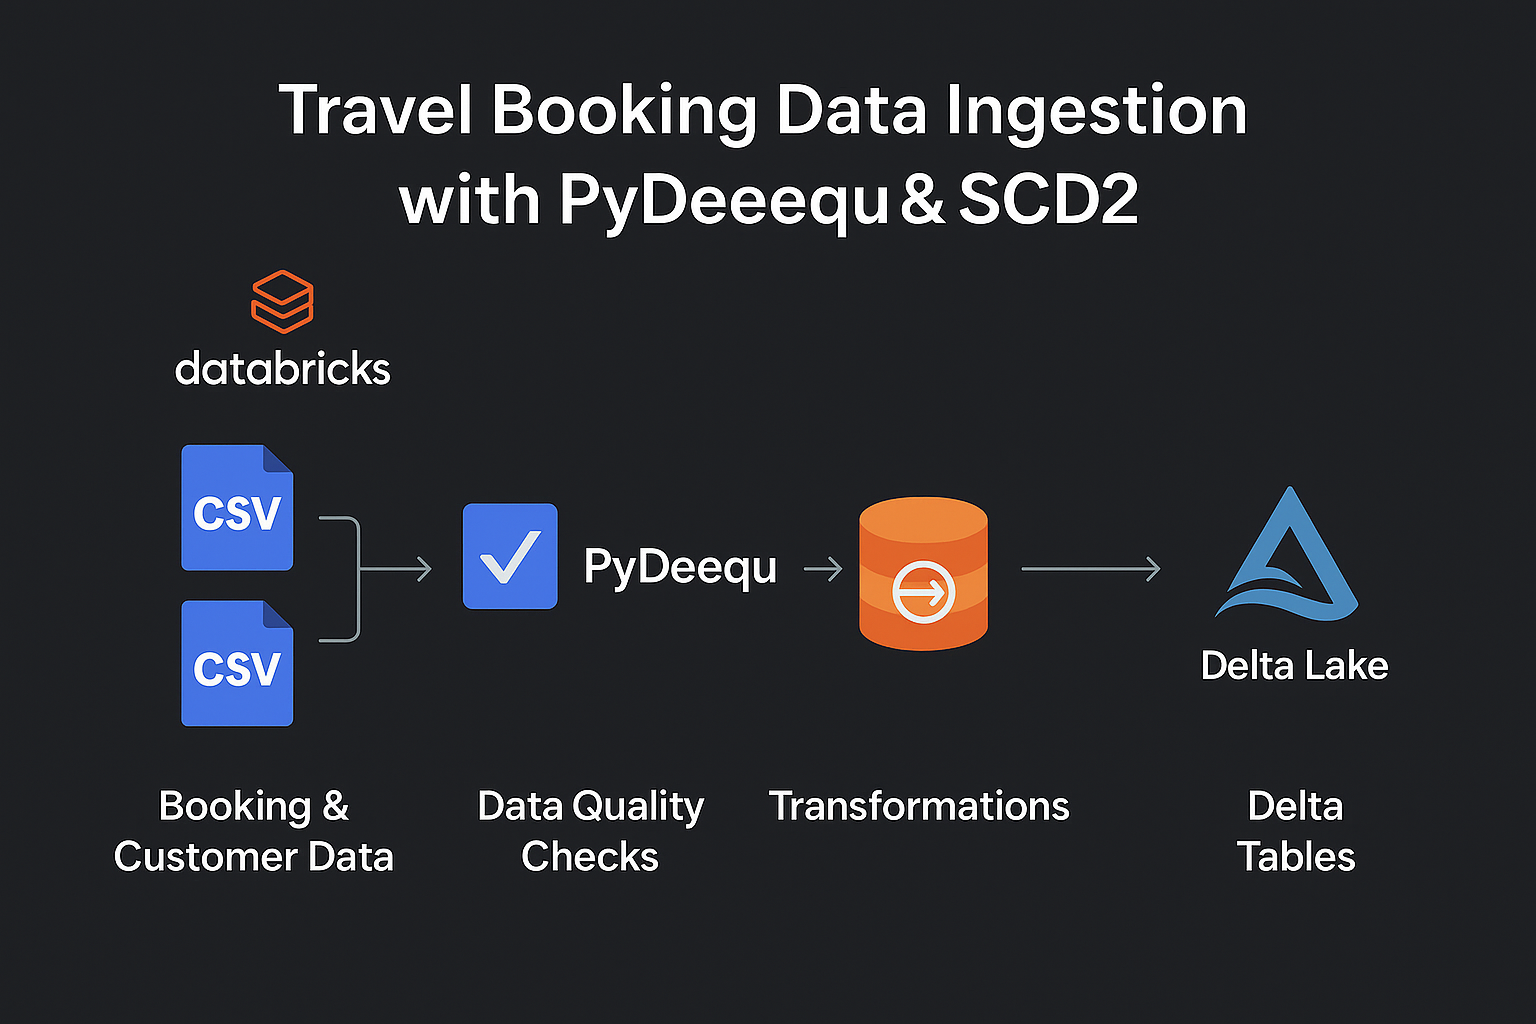 Travel Booking Data Ingestion
with PyDeeequ & SCD2
databricks
CSV
CSV
PyDeequ
Delta Lake
Booking &
Customer Data
Data Quality
Checks
Transformations
Delta
Tables